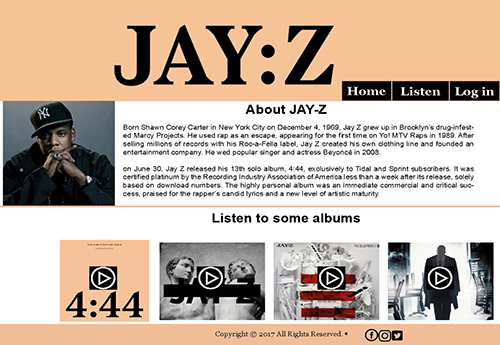 JAY:Z
Home Listen Log in
About JAY-Z
Born Shawn Corey Carter in New York City on December 4, 1969, Jay Z grew up in Brooklyn's drug-infest-
ed Marcy Projects. He used rap as an escape, appearing for the first time on Yo! MTV Raps in 1989. After
selling millions of records with his Roc-a-Fella label, Jay Z created his own clothing line and founded an
entertainment company. He wed popular singer and actress Beyoncé in 2008.
on June 30, Jay Z released his 13th solo album, 4:44, exclusively to Tidal and Sprint subscribers. It was
certified platinum by the Recording Industry Association of America less than a week after its release, solely
based on download numbers. The highly personal album was an immediate commercial and critical suc-
cess, praised for the rapper's candid lyrics and a new level of artistic maturity.
Listen to some albums
4:44
JAY-Z
JAY-Z
Copyright © 2017 All Rights Reserved.